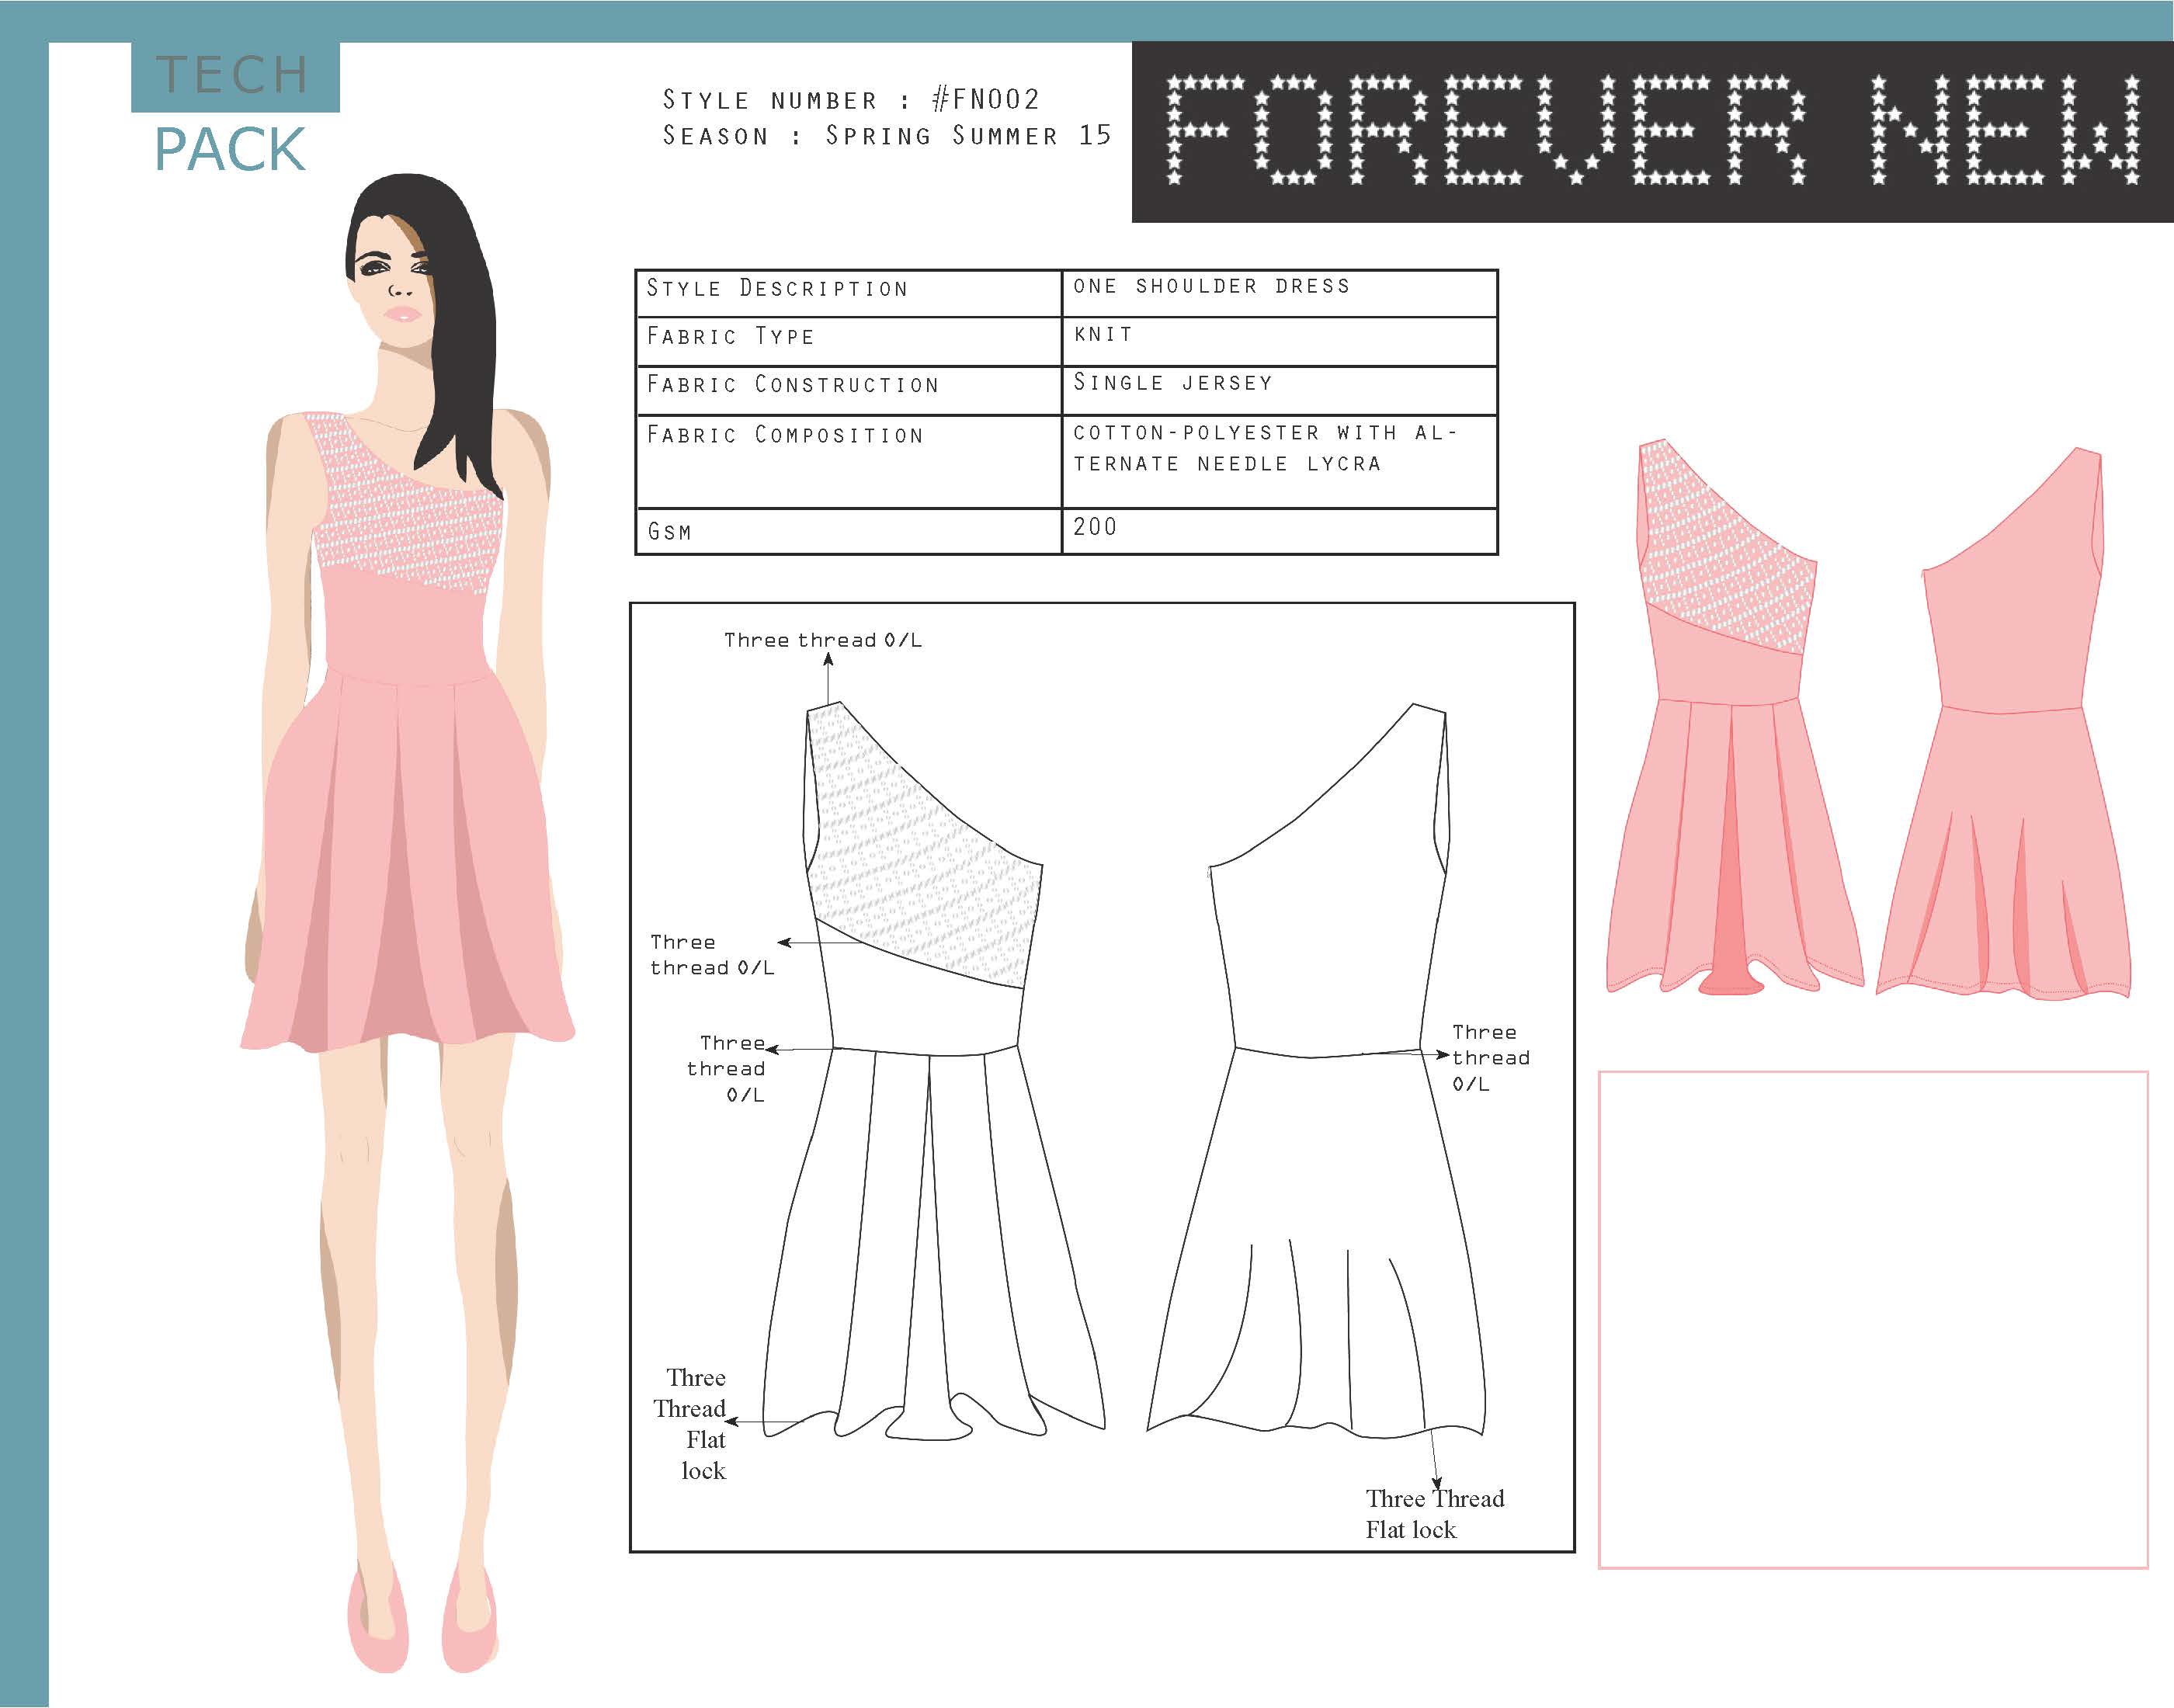 TECH
PACK
STYLE NUMBER : #FN002
SEASON : SPRING SUMMER 15
FOREVER NEW
STYLE DESCRIPTION
ONE SHOULDER DRESS
FABRIC TYPE
KNIT
FABRIC CONSTRUCTION
SINGLE JERSEY
FABRIC COMPOSITION
COTTON-POLYESTER WITH AL-
TERNATE NEEDLE LYCRA
GSM
200
Three thread O/L
Three
thread O/L
Three
thread
O/L
Three
thread
O/L
Three
Thread
Flat
lock
Three Thread
Flat lock